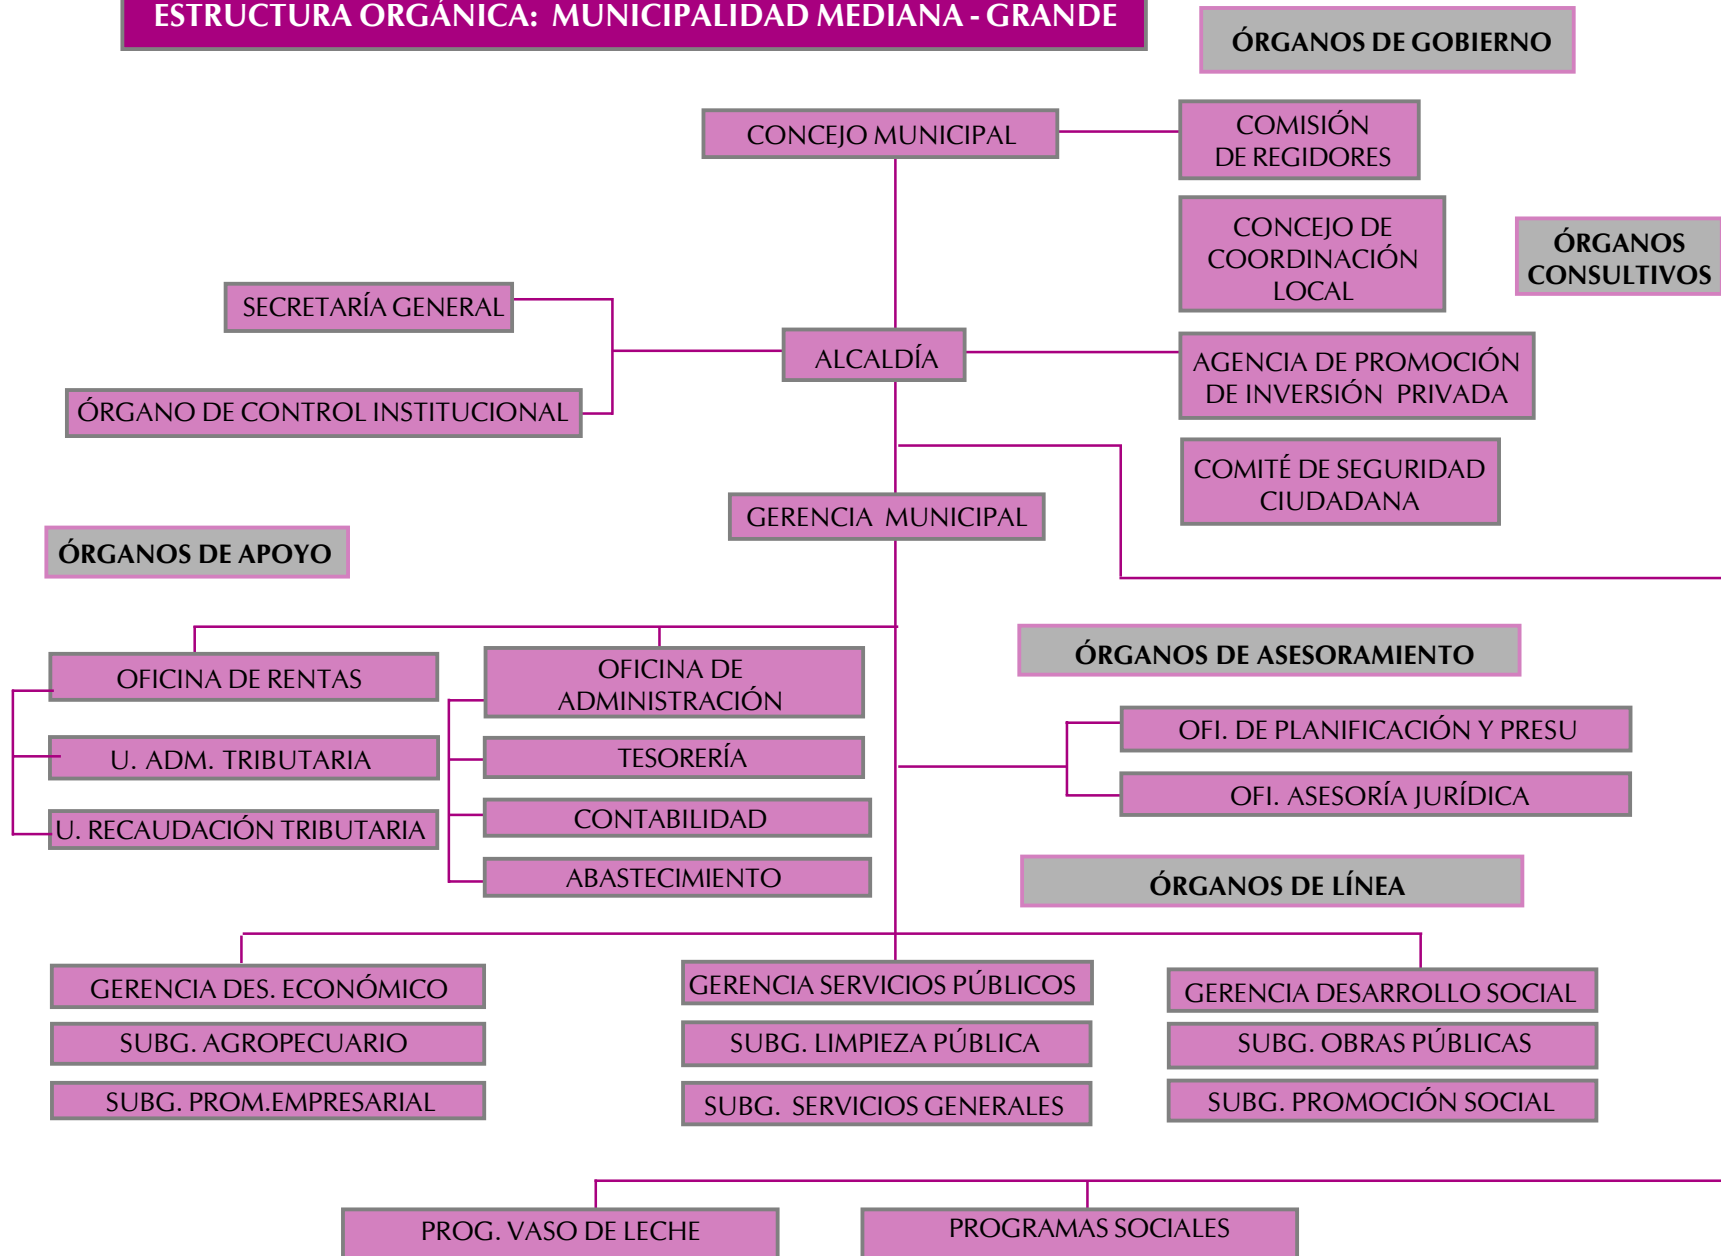 ESTRUCTURA ORGÁNICA: MUNICIPALIDAD MEDIANA - GRANDE
ÓRGANOS DE GOBIERNO
CONCEJO MUNICIPAL
COMISIÓN
DE REGIDORES
CONCEJO DE
COORDINACIÓN
LOCAL
ÓRGANOS
CONSULTIVOS
SECRETARÍA GENERAL
ALCALDÍA
AGENCIA DE PROMOCIÓN
DE INVERSIÓN PRIVADA
ÓRGANO DE CONTROL INSTITUCIONAL
COMITÉ DE SEGURIDAD
CIUDADANA
GERENCIA MUNICIPAL
ÓRGANOS DE APOYO
ÓRGANOS DE ASESORAMIENTO
OFICINA DE RENTAS
U. ADM. TRIBUTARIA
U. RECAUDACIÓN TRIBUTARIA
OFICINA DE
ADMINISTRACIÓN
TESORERÍA
CONTABILIDAD
ABASTECIMIENTO
OFI. DE PLANIFICACIÓN Y PRESU
OFI. ASESORÍA JURÍDICA
ÓRGANOS DE LÍNEA
GERENCIA DES. ECONÓMICO
SUBG. AGROPECUARIO
SUBG. PROM.EMPRESARIAL
GERENCIA SERVICIOS PÚBLICOS
SUBG. LIMPIEZA PÚBLICA
SUBG. SERVICIOS GENERALES
GERENCIA DESARROLLO SOCIAL
SUBG. OBRAS PÚBLICAS
SUBG. PROMOCIÓN SOCIAL
PROG. VASO DE LECHE
PROGRAMAS SOCIALES